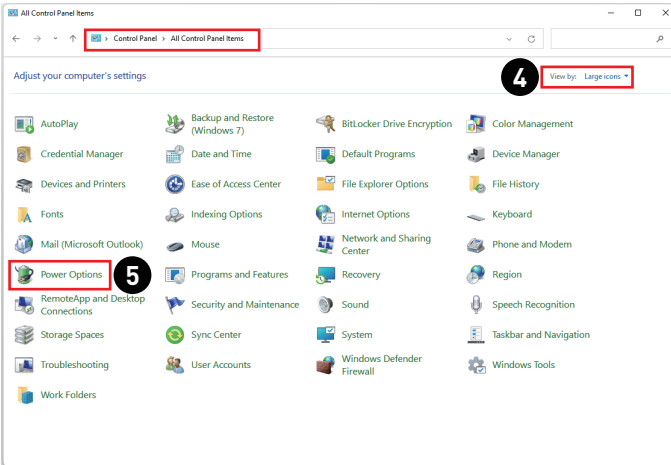 All Control Panel Items
Control Panel > All Control Panel Items
Adjust your computer's settings
4
View by: Large icons
AutoPlay
Backup and Restore
(Windows 7)
BitLocker Drive Encryption
Color Management
Credential Manager
Date and Time
Default Programs
Device Manager
Devices and Printers
Ease of Access Center
File Explorer Options
File History
Fonts
Indexing Options
Internet Options
Keyboard
Mail (Microsoft Outlook)
Mouse
Network and Sharing
Center
Phone and Modem
Power Options
5
Programs and Features
Recovery
Region
RemoteApp and Desktop
Connections
Security and Maintenance
Sound
Speech Recognition
Storage Spaces
Sync Center
System
Taskbar and Navigation
Troubleshooting
User Accounts
Windows Defender
Firewall
Windows Tools
Work Folders